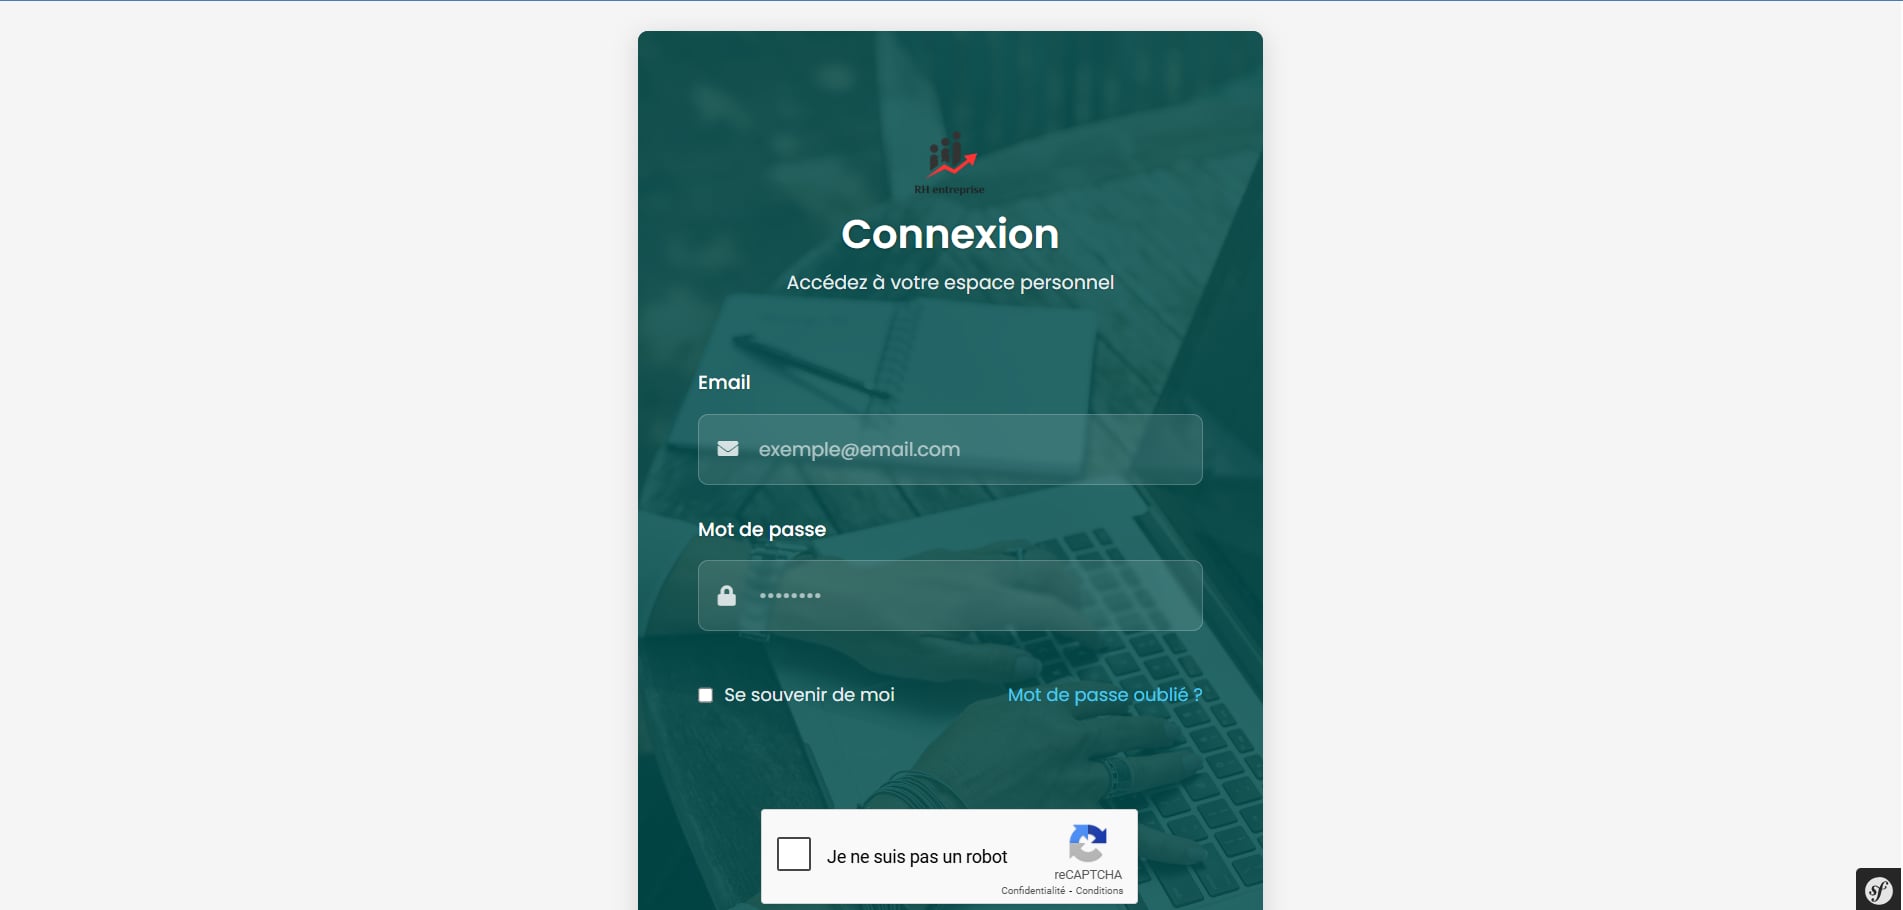 RH entreprise
Connexion
Accédez à votre espace personnel
Email
exemple@email.com
Mot de passe
••••••••
Se souvenir de moi
Mot de passe oublié ?
Je ne suis pas un robot
reCAPTCHA
Confidentialité - Conditions
sf